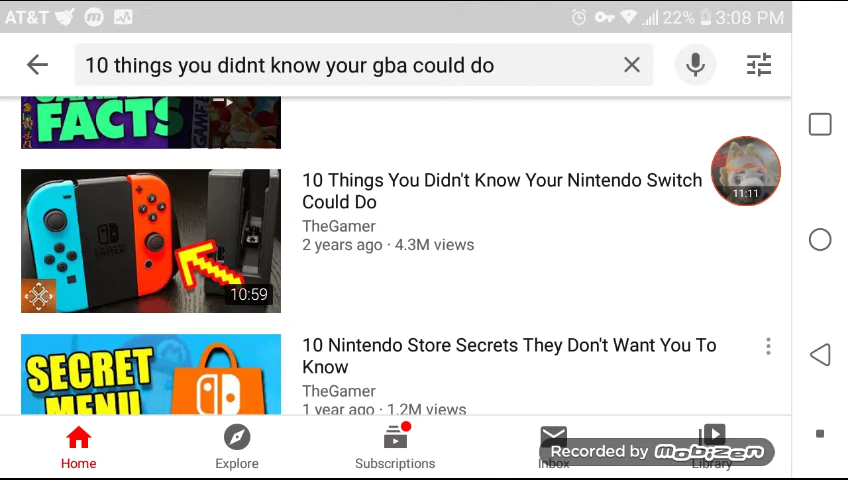 AT&T 22% 3:08 PM
10 things you didnt know your gba could do
FACTS
11:11
10 Things You Didn't Know Your Nintendo Switch
Could Do
TheGamer
2 years ago · 4.3M views
10:59
10 Nintendo Store Secrets They Don't Want You To
Know
TheGamer
1 year ago · 1.2M views
SECRET
MENU
Home
Explore
Subscriptions
Inbox
Library
Recorded by Mobizen